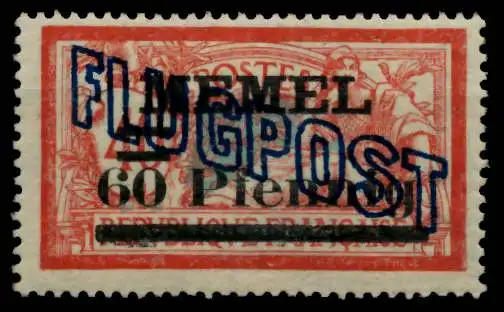 POSTES
MEMEL
FLUGPOST
60 Pfennig
REPUBLIQUE FRANÇAISE